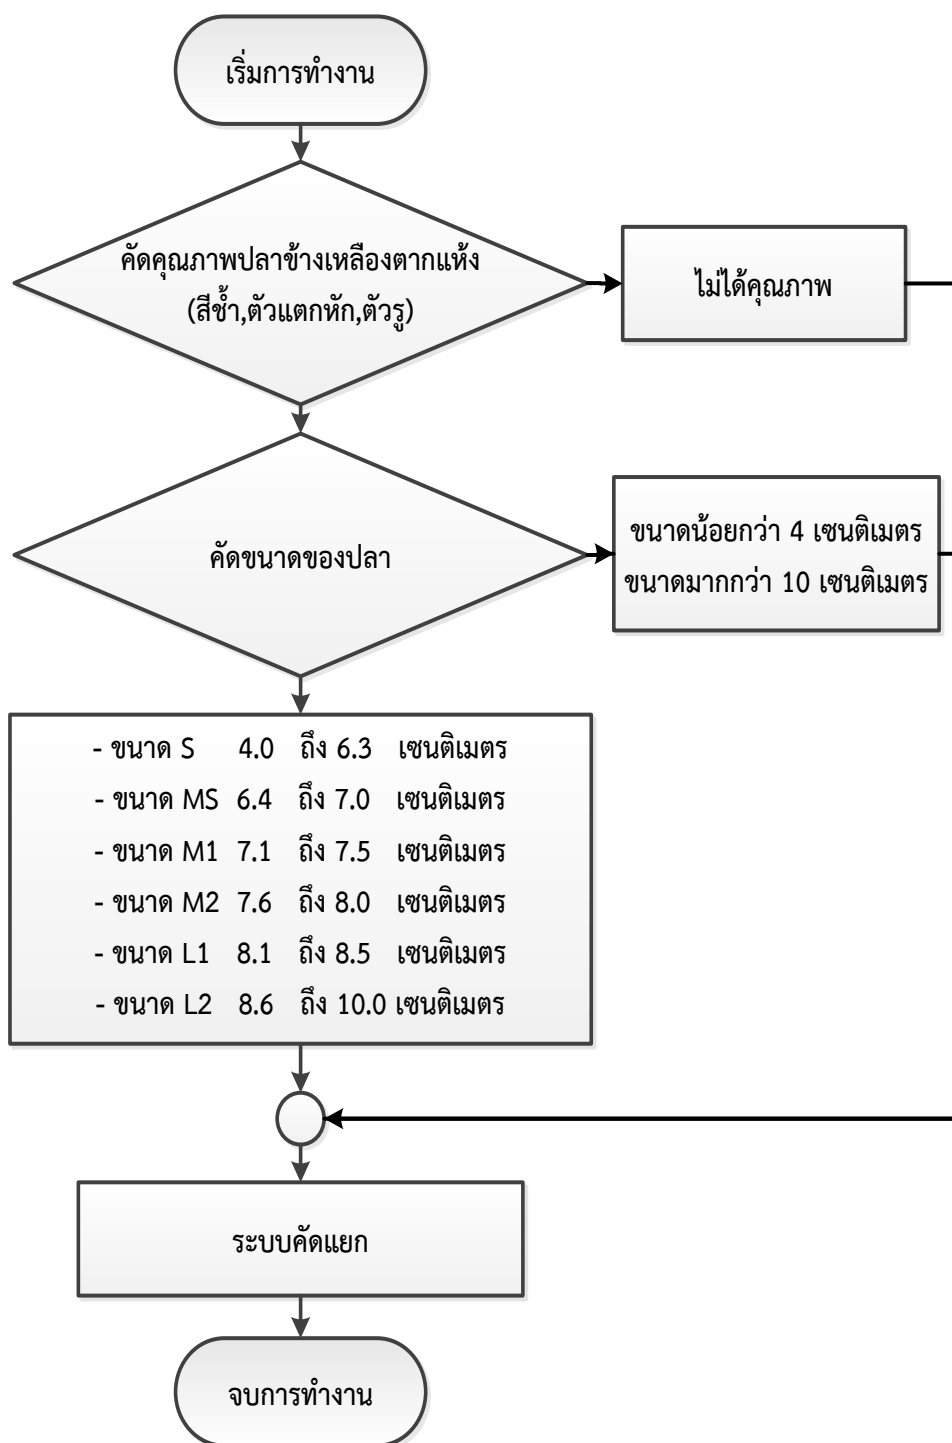 เริ่มการทำงาน
คัดคุณภาพปลาข้างเหลืองตากแห้ง
(สีช้ำ,ตัวแตกหัก,ตัวรู)
ไม่ได้คุณภาพ
คัดขนาดของปลา
ขนาดน้อยกว่า 4 เซนติเมตร
ขนาดมากกว่า 10 เซนติเมตร
- ขนาด S 4.0 ถึง 6.3 เซนติเมตร
- ขนาด MS 6.4 ถึง 7.0 เซนติเมตร
- ขนาด M1 7.1 ถึง 7.5 เซนติเมตร
- ขนาด M2 7.6 ถึง 8.0 เซนติเมตร
- ขนาด L1 8.1 ถึง 8.5 เซนติเมตร
- ขนาด L2 8.6 ถึง 10.0 เซนติเมตร
ระบบคัดแยก
จบการทำงาน